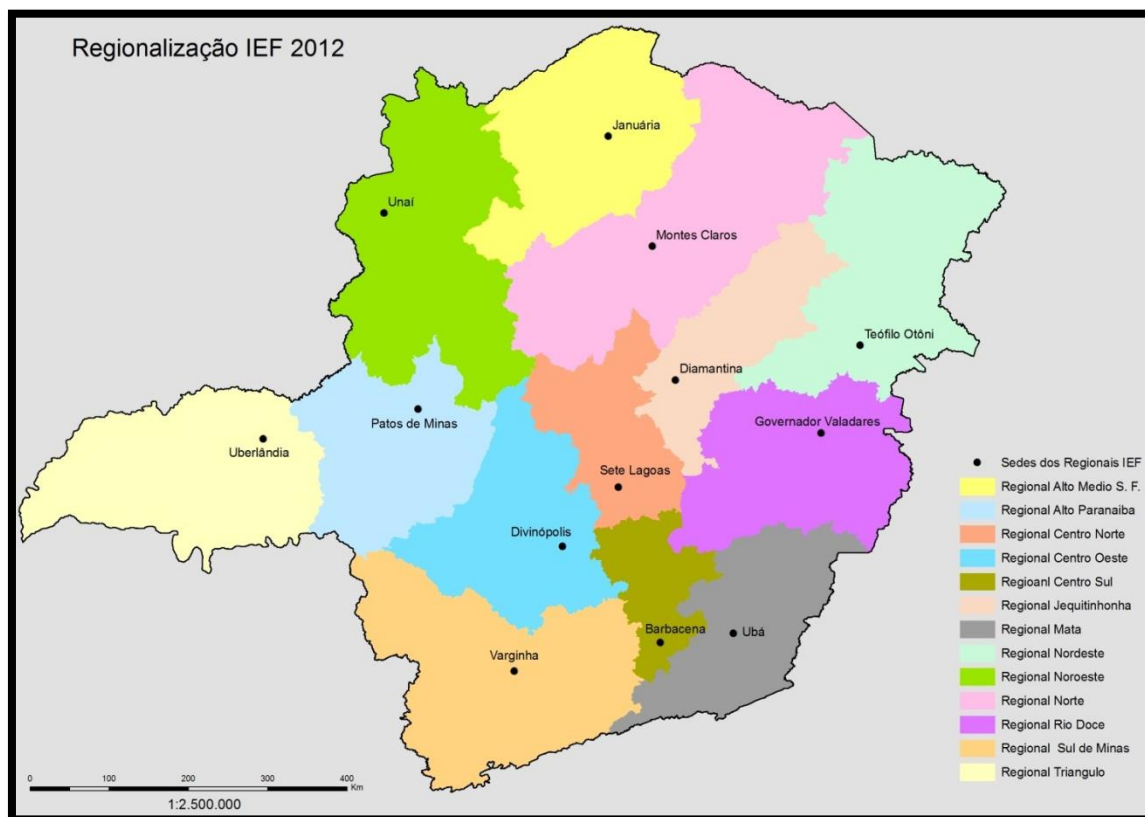 Regionalização IEF 2012
Januária
Unaí
Montes Claros
Teófilo Otôni
Diamantina
Patos de Minas
Governador Valadares
Uberlândia
Sete Lagoas
Divinópolis
Barbacena
Ubá
Varginha
Sedes dos Regionais IEF
Regional Alto Medio S. F.
Regional Alto Paranaiba
Regional Centro Norte
Regional Centro Oeste
Regioanl Centro Sul
Regional Jequitinhonha
Regional Mata
Regional Nordeste
Regional Noroeste
Regional Norte
Regional Rio Doce
Regional Sul de Minas
Regional Triangulo
0 100 200 300 400
Km
1:2.500.000